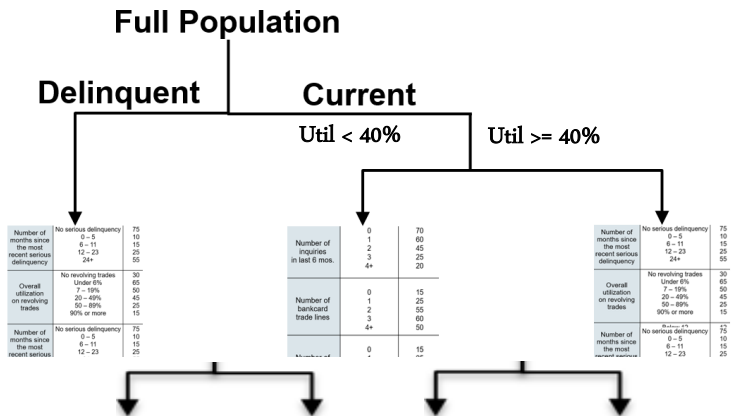 Full Population
Delinquent
Current
Util < 40%
Util >= 40%
Number of
months since
the most
recent serious
delinquency
No serious delinquency 75
0 – 5 10
6 – 11 15
12 – 23 25
24+ 55
Overall
utilization
on revolving
trades
No revolving trades 30
Under 6% 65
7 – 19% 50
20 – 49% 45
50 – 89% 25
90% or more 15
Number of
months since
the most
recent serious
No serious delinquency 75
0 – 5 10
6 – 11 15
12 – 23 25
Number of
inquiries
in last 6 mos.
0 70
1 60
2 45
3 25
4+ 20
Number of
bankcard
trade lines
0 15
1 25
2 55
3 60
4+ 50
Number of
0 15
Number of
months since
the most
recent serious
delinquency
No serious delinquency 75
0 – 5 10
6 – 11 15
12 – 23 25
24+ 55
Overall
utilization
on revolving
trades
No revolving trades 30
Under 6% 65
7 – 19% 50
20 – 49% 45
50 – 89% 25
90% or more 15
Number of
months since
the most
recent serious
No serious delinquency 75
0 – 5 10
6 – 11 15
12 – 23 25